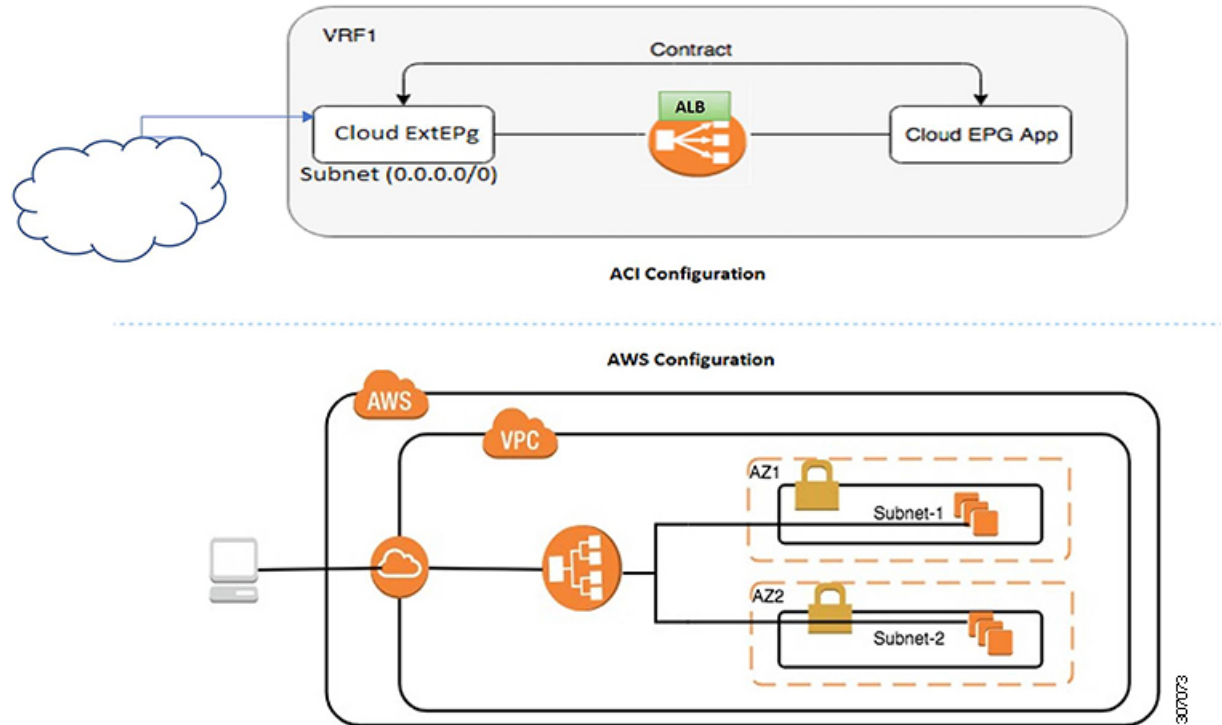 VRF1
Contract
ALB
Cloud ExtEPg
Cloud EPG App
Subnet (0.0.0.0/0)
ACI Configuration
AWS Configuration
AWS
VPC
AZ1
Subnet-1
AZ2
Subnet-2
307073